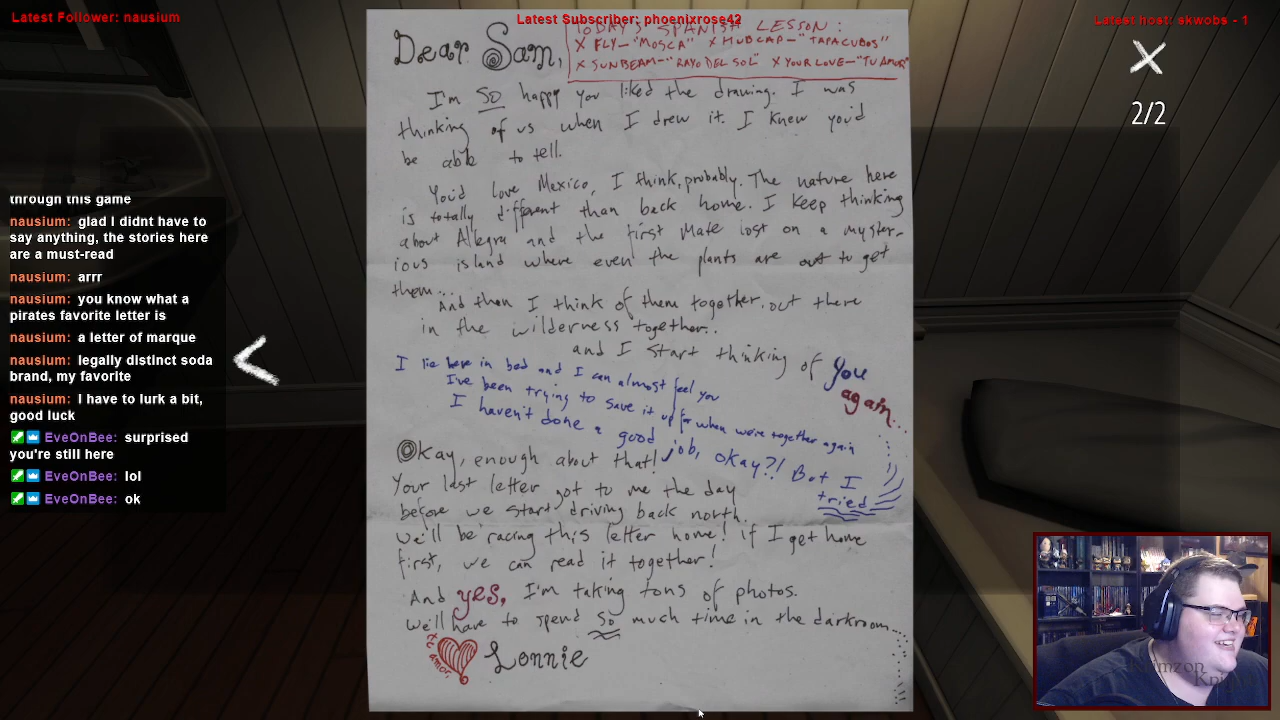 Latest Follower: nausium
Latest Subscriber: phoenixrose42
Latest host: skwobs - 1
2/2
TODAY'S SPANISH LESSON:
x FLY-"MOSCA" x HUBCAP-"TAPACUBOS"
x SUNBEAM-"RAYO DEL SOL" x YOUR LOVE-"TU AMOR"
Dear Sam,
I'm SO happy you liked the drawing. I was
thinking of us when I drew it. I knew you'd
be able to tell.
You'd love Mexico, I think, probably. The nature here
is totally different than back home. I keep thinking
about Allegra and the first Mate lost on a myster-
ious island where even the plants are out to get
them...
And then I think of them together, out there
in the wilderness together..
and I start thinking of you
again.
I lie here in bed and I can almost feel you
I've been trying to save it up for when we're together again
I haven't done a good job, okay?! But I
tried
Okay, enough about that!
Your last letter got to me the day
before we start driving back north.
We'll be racing this letter home! if I get home
first, we can read it together!
And yes, I'm taking tons of photos.
We'll have to spend so much time in the darkroom...
Lonnie
through this game
nausium: glad I didnt have to
say anything, the stories here
are a must-read
nausium: arrr
nausium: you know what a
pirates favorite letter is
nausium: a letter of marque
nausium: legally distinct soda
brand, my favorite
nausium: I have to lurk a bit,
good luck
EveOnBee: surprised
you're still here
EveOnBee: lol
EveOnBee: ok